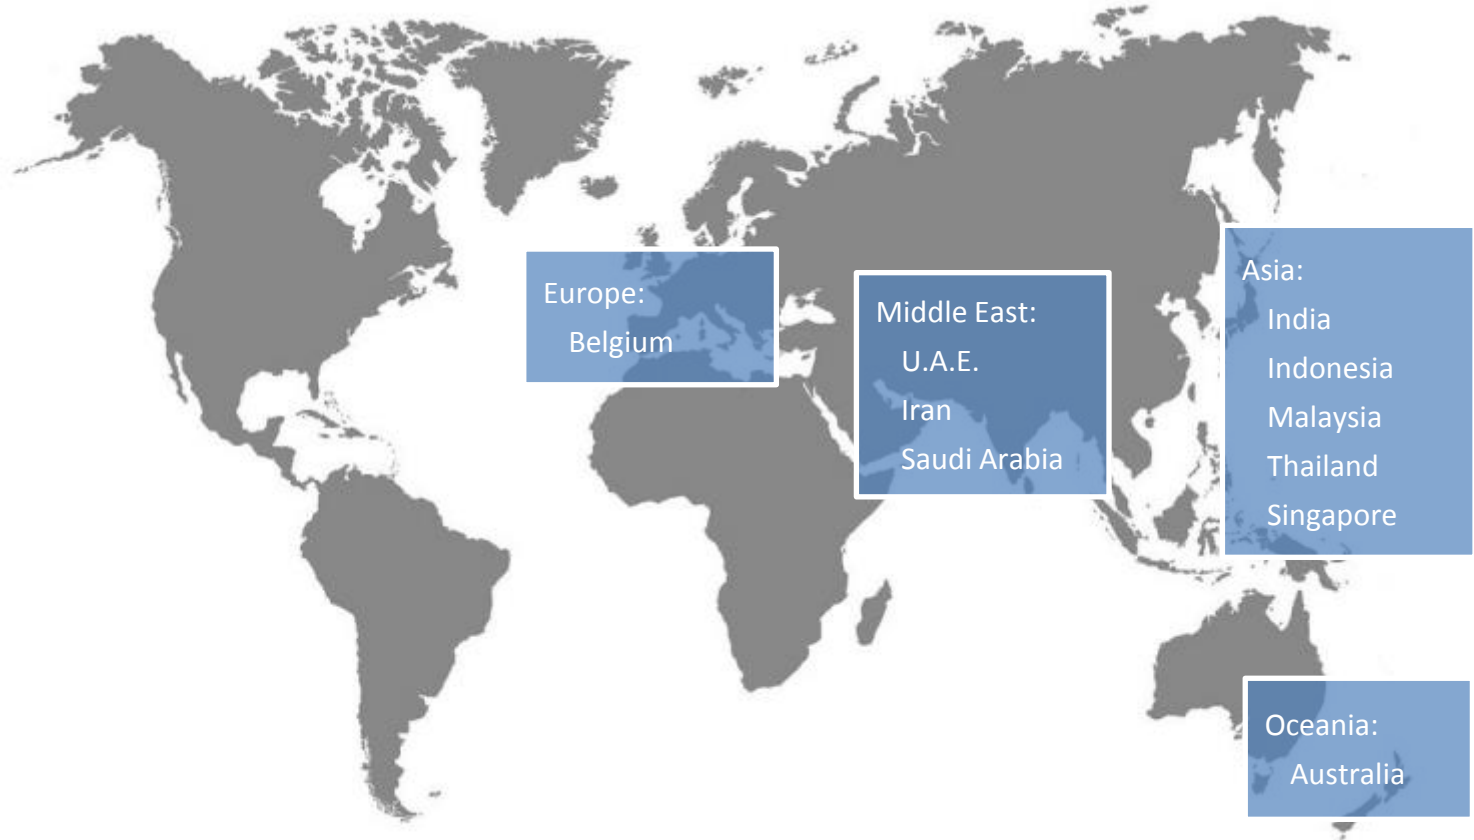 Europe:
Belgium
Middle East:
U.A.E.
Iran
Saudi Arabia
Asia:
India
Indonesia
Malaysia
Thailand
Singapore
Oceania:
Australia